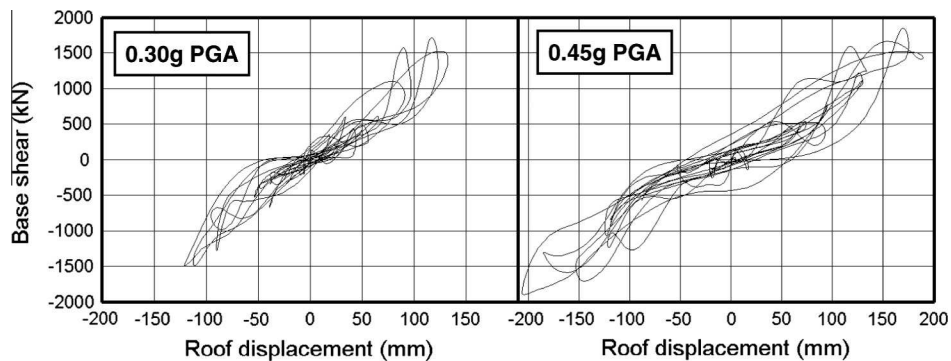 2000
1500
1000
500
0
-500
-1000
-1500
-2000
Base shear (kN)
0.30g PGA
0.45g PGA
-200 -150 -100 -50 0 50 100 150
-200 -150 -100 -50 0 50 100 150 200
Roof displacement (mm)
Roof displacement (mm)